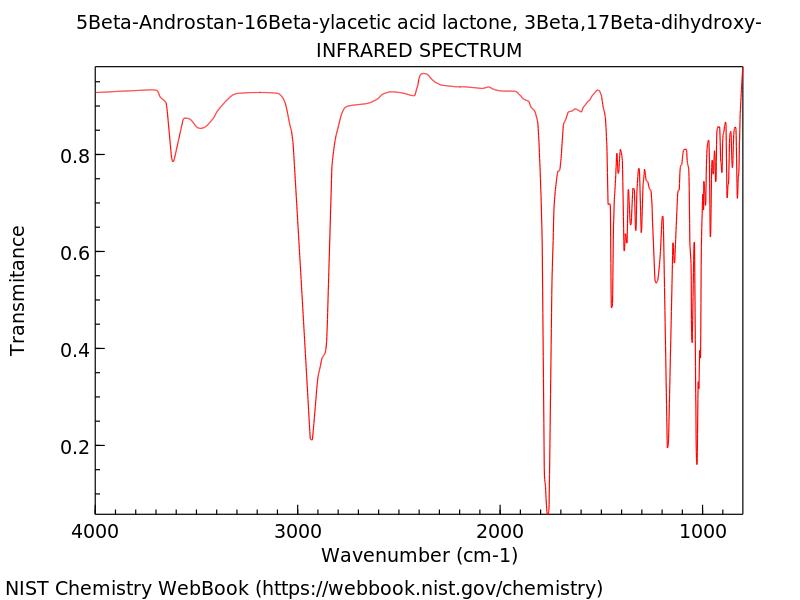 5Beta-Androstan-16Beta-ylacetic acid lactone, 3Beta,17Beta-dihydroxy-
INFRARED SPECTRUM
Transmitance
0.8
0.6
0.4
0.2
4000 3000 2000 1000
Wavenumber (cm-1)
NIST Chemistry WebBook (https://webbook.nist.gov/chemistry)